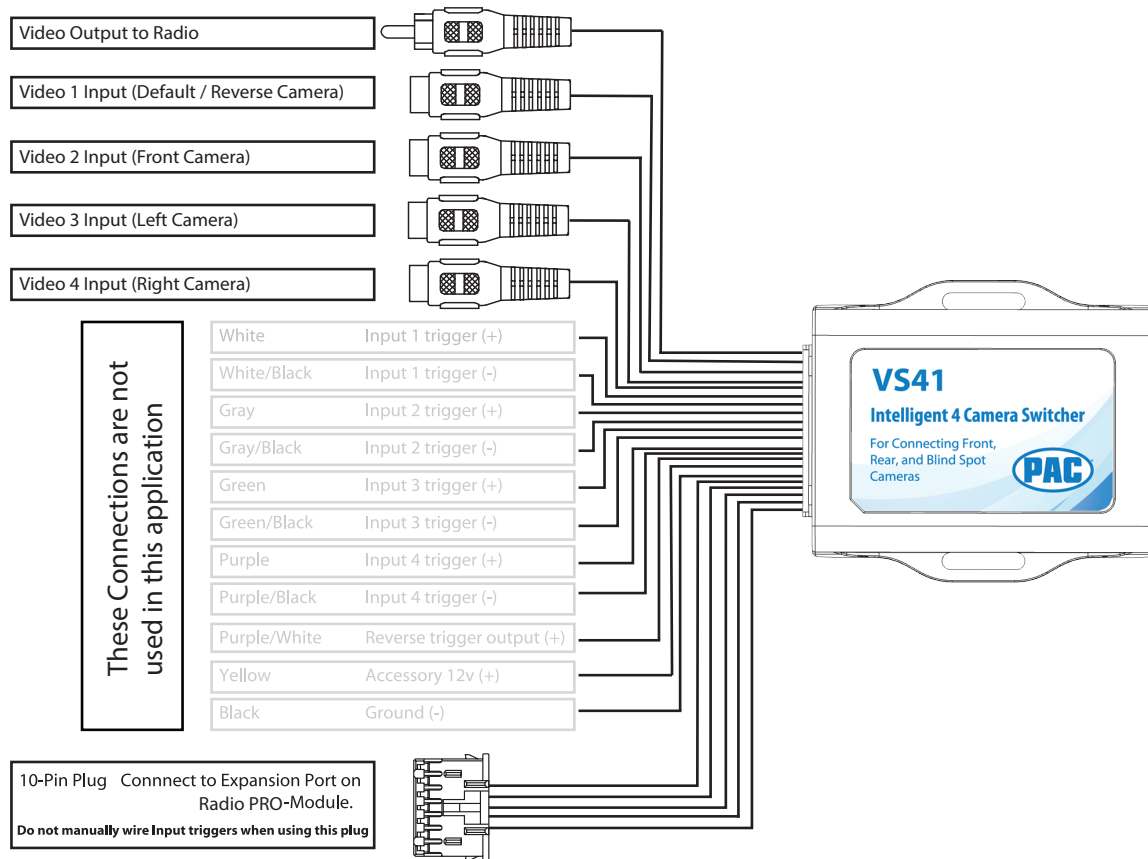 Video Output to Radio
Video 1 Input (Default / Reverse Camera)
Video 2 Input (Front Camera)
Video 3 Input (Left Camera)
Video 4 Input (Right Camera)
These Connections are not
used in this application
White Input 1 trigger (+)
White/Black Input 1 trigger (-)
Gray Input 2 trigger (+)
Gray/Black Input 2 trigger (-)
Green Input 3 trigger (+)
Green/Black Input 3 trigger (-)
Purple Input 4 trigger (+)
Purple/Black Input 4 trigger (-)
Purple/White Reverse trigger output (+)
Yellow Accessory 12v (+)
Black Ground (-)
10-Pin Plug Connnect to Expansion Port on
Radio PRO-Module.
Do not manually wire Input triggers when using this plug
VS41
Intelligent 4 Camera Switcher
For Connecting Front,
Rear, and Blind Spot
Cameras
PAC